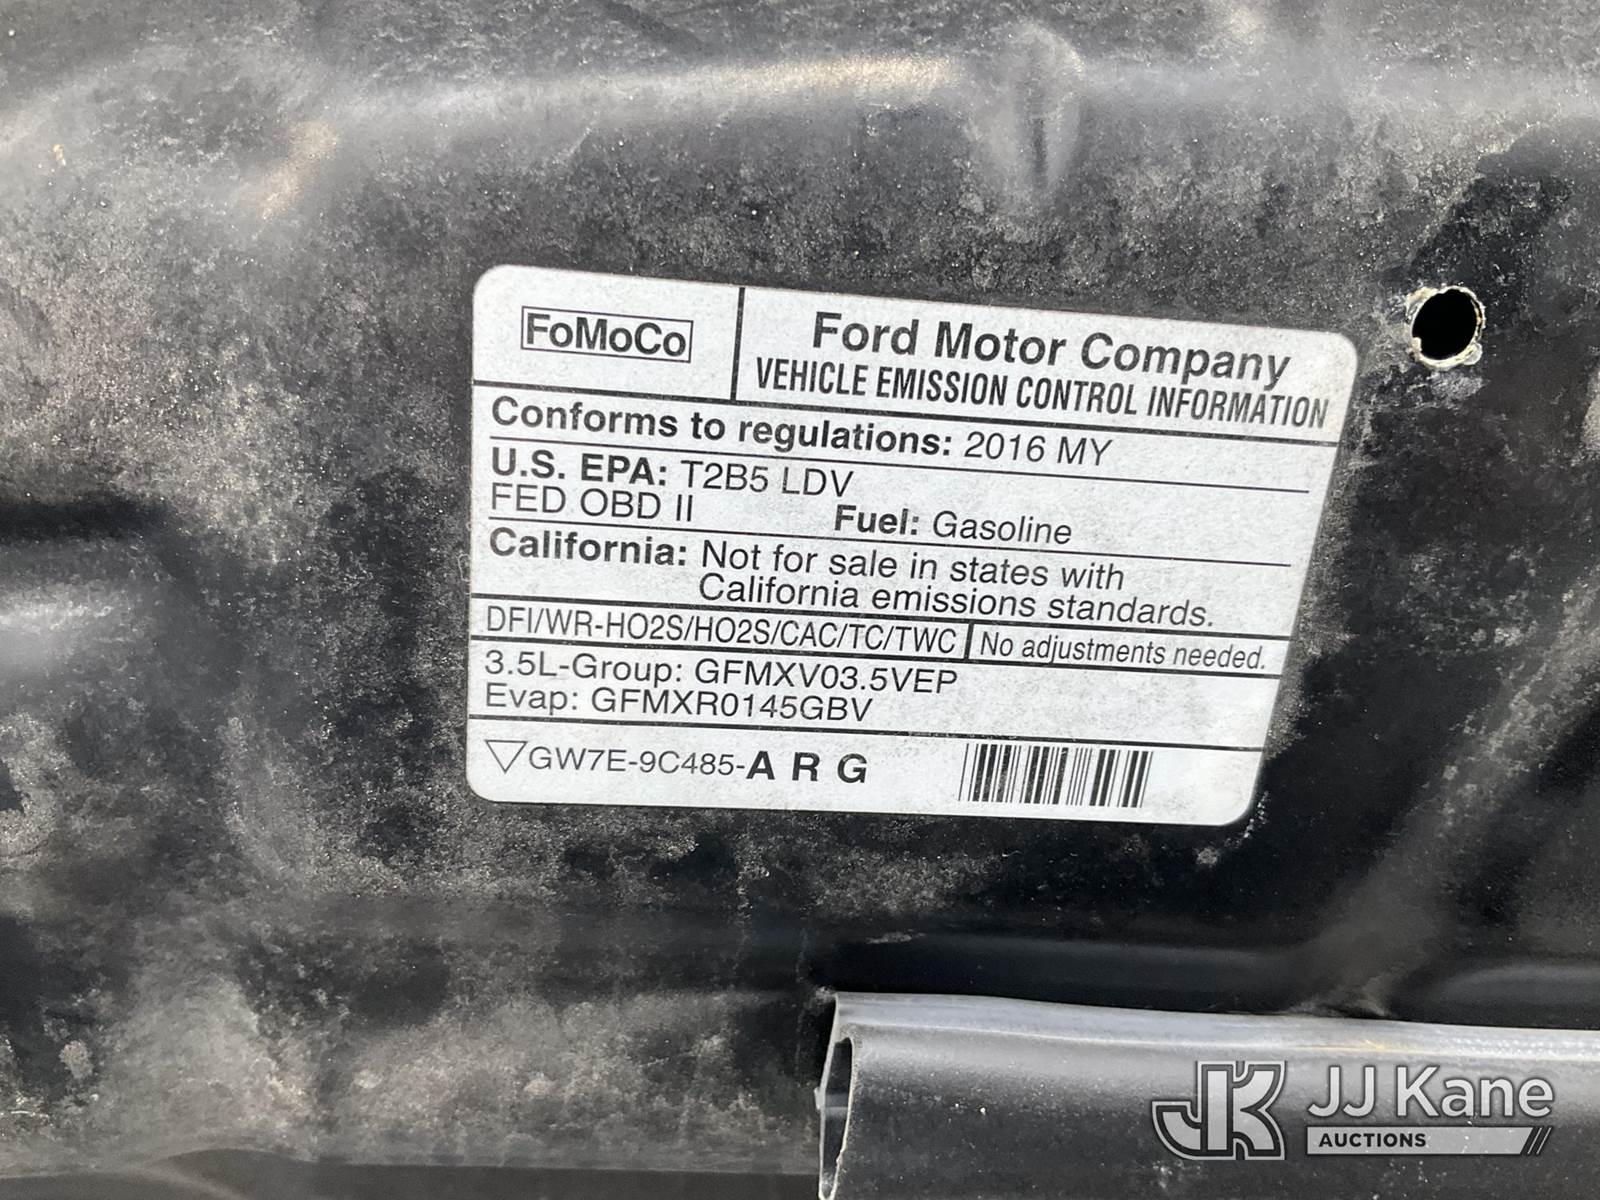 FoMoCo
Ford Motor Company
VEHICLE EMISSION CONTROL INFORMATION
Conforms to regulations: 2016 MY
U.S. EPA: T2B5 LDV
FED OBD II Fuel: Gasoline
California: Not for sale in states with
California emissions standards.
DFI/WR-HO2S/HO2S/CAC/TC/TWC No adjustments needed.
3.5L-Group: GFMXV03.5VEP
Evap: GFMXR0145GBV
GW7E-9C485-A R G
JK JJ Kane
AUCTIONS